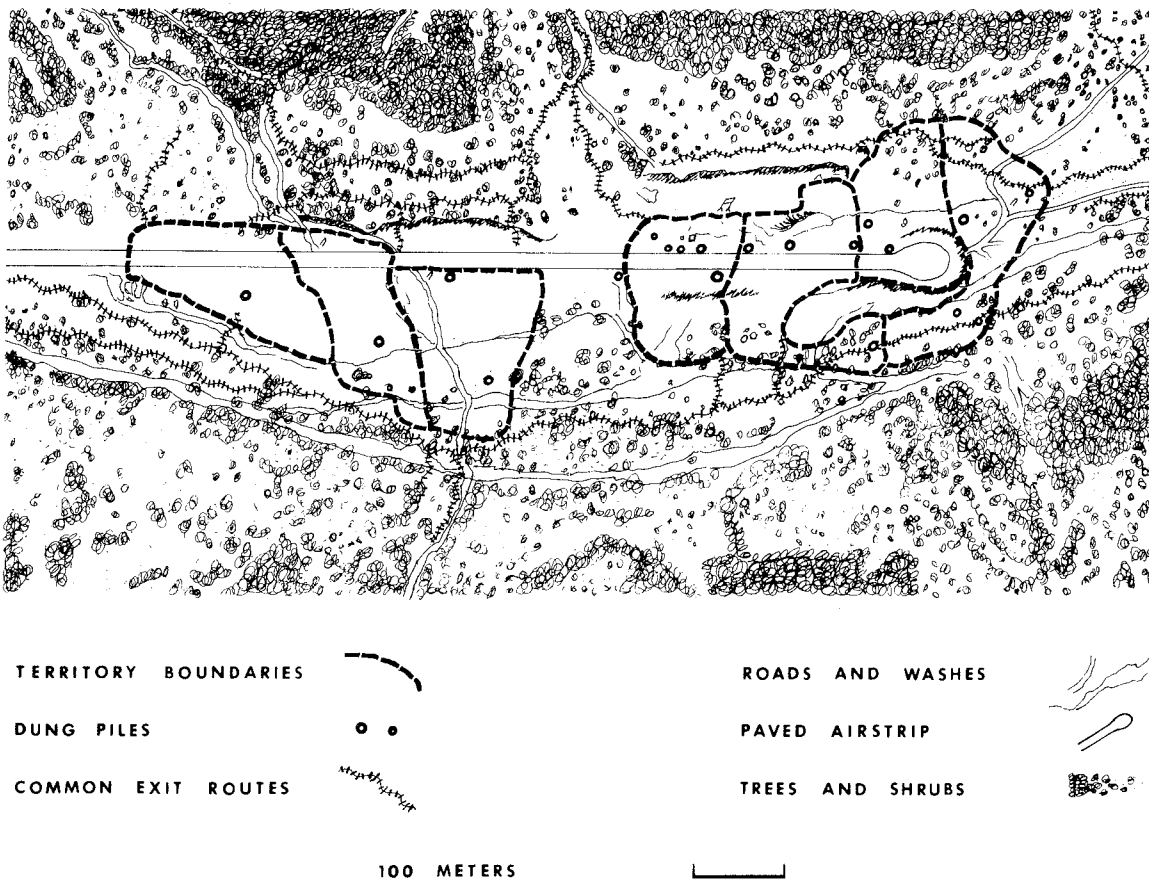 TERRITORY BOUNDARIES
DUNG PILES
COMMON EXIT ROUTES
ROADS AND WASHES
PAVED AIRSTRIP
TREES AND SHRUBS
100 METERS